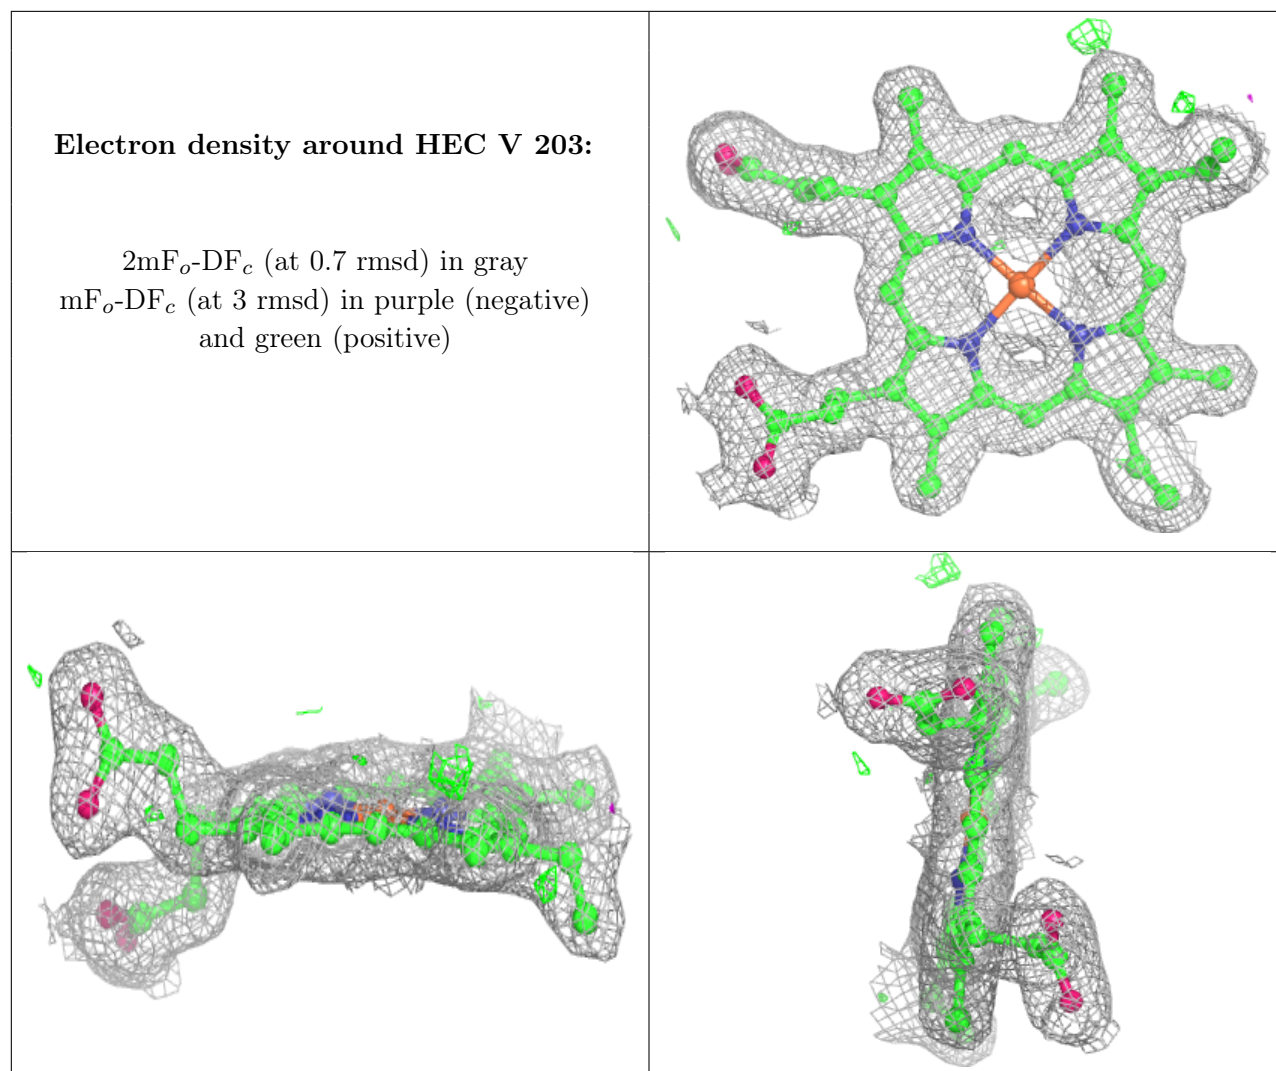 Electron density around HEC V 203:
2mFo-DFc (at 0.7 rmsd) in gray
mFo-DFc (at 3 rmsd) in purple (negative)
and green (positive)